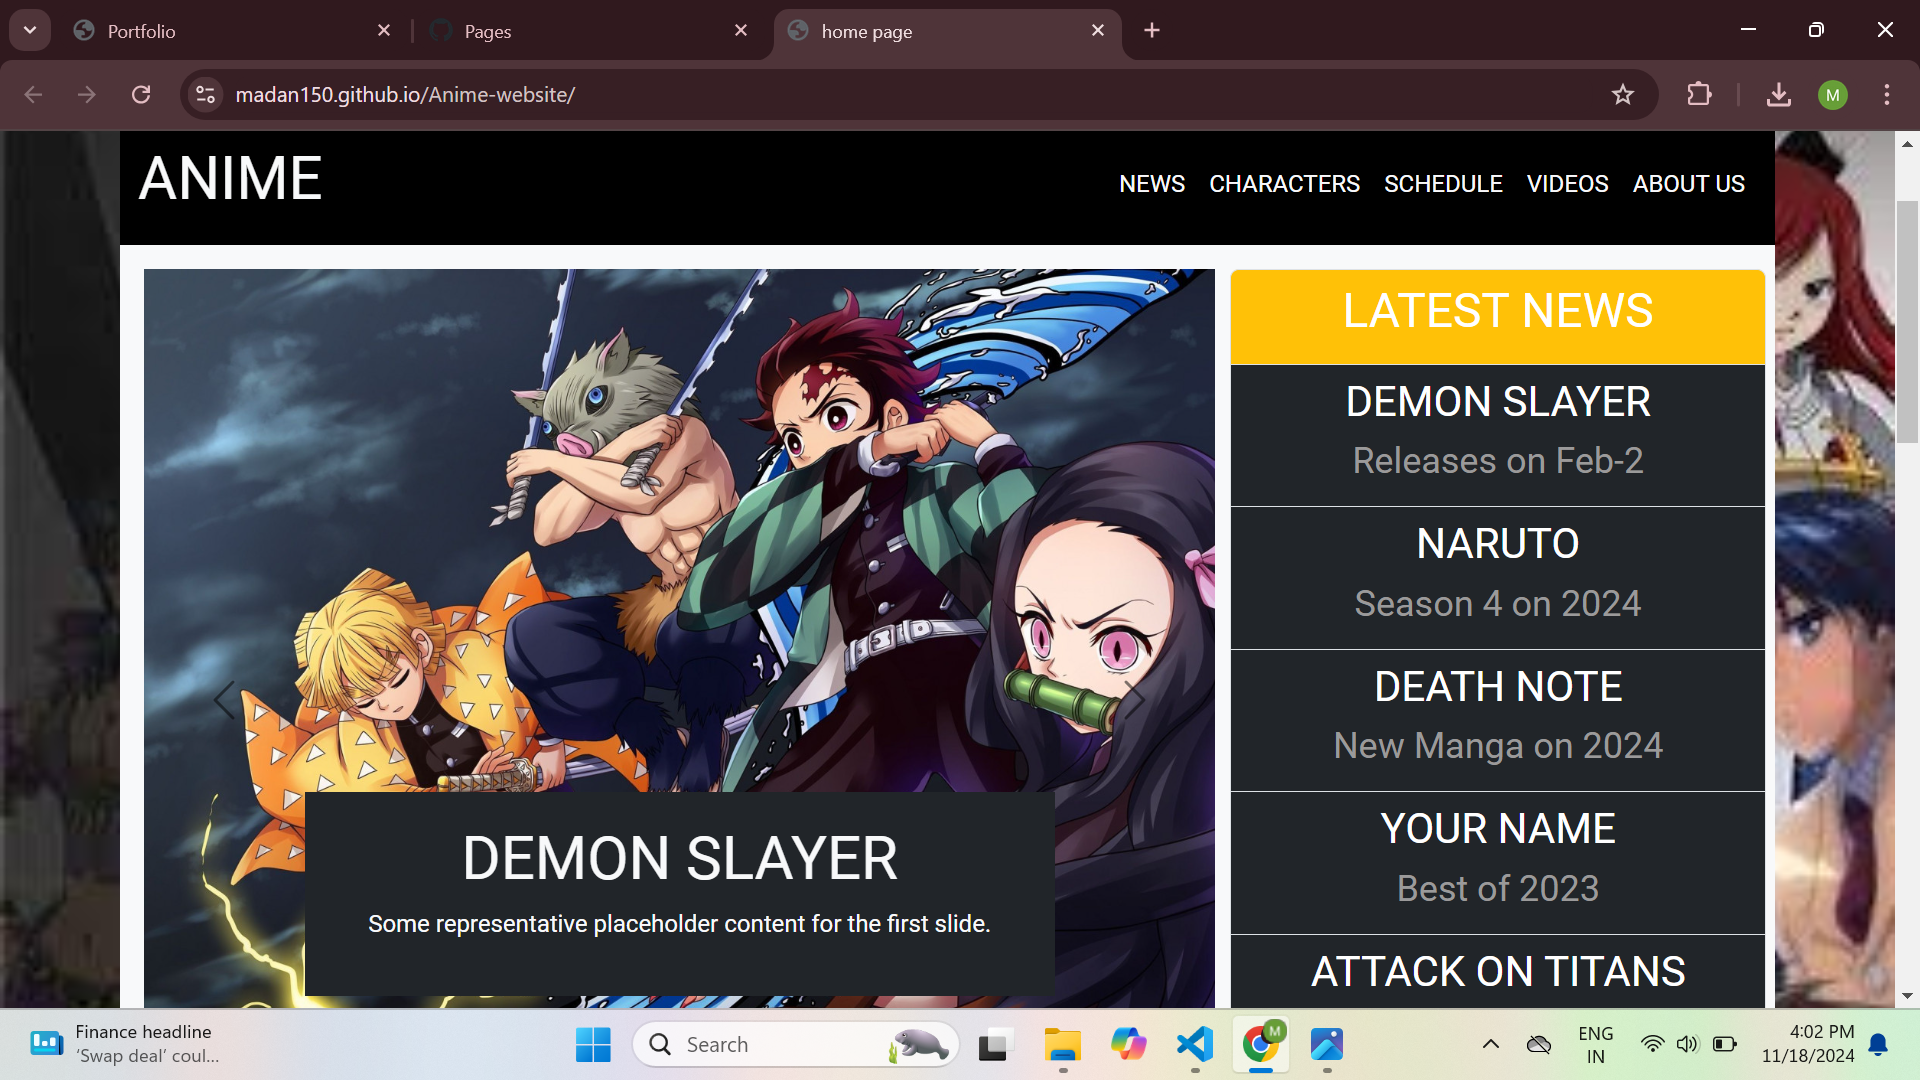 Portfolio
Pages
home page
madan150.github.io/Anime-website/
M
ANIME
NEWS CHARACTERS SCHEDULE VIDEOS ABOUT US
LATEST NEWS
DEMON SLAYER
Releases on Feb-2
NARUTO
Season 4 on 2024
DEATH NOTE
New Manga on 2024
YOUR NAME
Best of 2023
ATTACK ON TITANS
DEMON SLAYER
Some representative placeholder content for the first slide.
Finance headline
‘Swap deal’ coul...
Search
M
ENG
IN
4:02 PM
11/18/2024